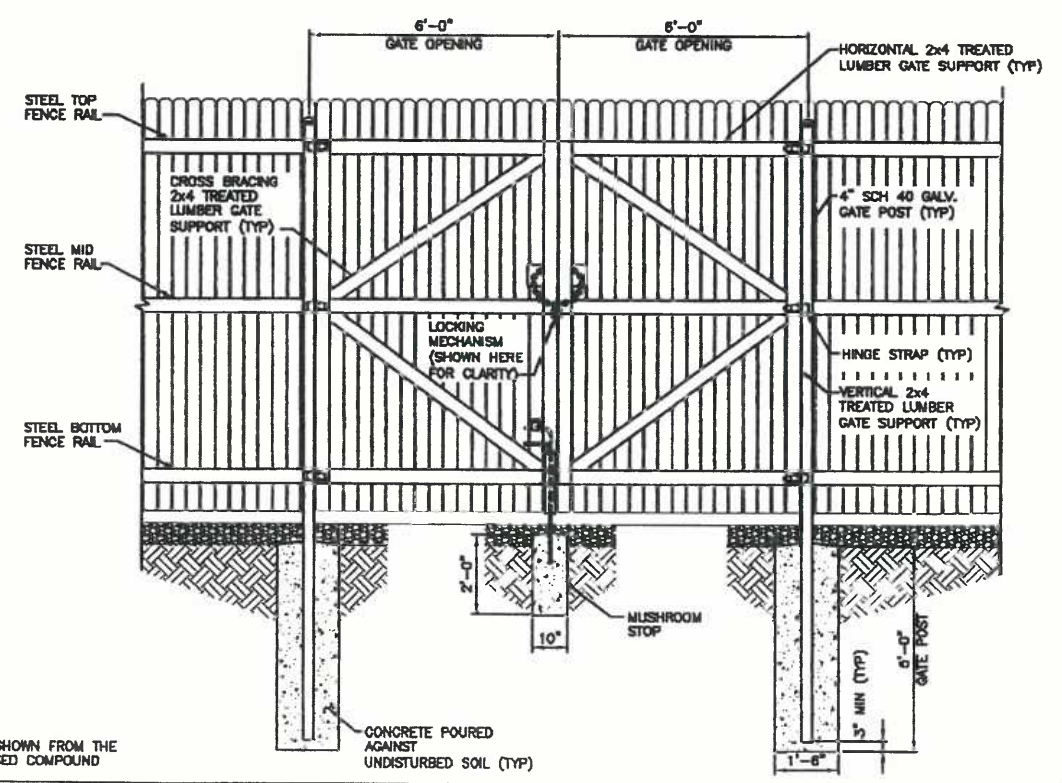 6'-0"
GATE OPENING
6'-0"
GATE OPENING
HORIZONTAL 2x4 TREATED
LUMBER GATE SUPPORT (TYP)
STEEL TOP
FENCE RAIL
CROSS BRACING
2x4 TREATED
LUMBER GATE
SUPPORT (TYP)
4" SCH 40 GALV.
GATE POST (TYP)
STEEL MID
FENCE RAIL
LOCKING
MECHANISM
(SHOWN HERE
FOR CLARITY)
HINGE STRAP (TYP)
VERTICAL 2x4
TREATED LUMBER
GATE SUPPORT (TYP)
STEEL BOTTOM
FENCE RAIL
2'-0"
10"
MUSHROOM
STOP
6'-0"
GATE POST
3" MIN (TYP)
1'-6"
CONCRETE POURED
AGAINST
UNDISTURBED SOIL (TYP)
SHOWN FROM THE
COMPOUND